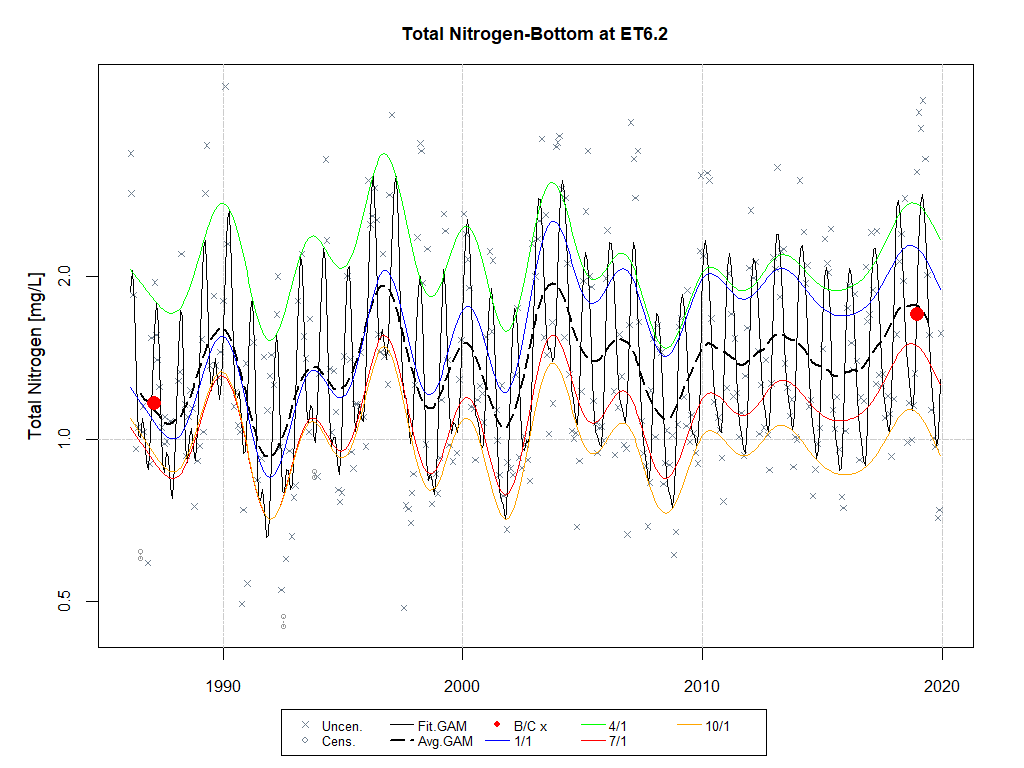 Total Nitrogen-Bottom at ET6.2
Total Nitrogen [mg/L]
2.0
1.0
0.5
1990 2000 2010 2020
Uncen. Fit.GAM B/C x 4/1 10/1
Cens. Avg.GAM 1/1 7/1